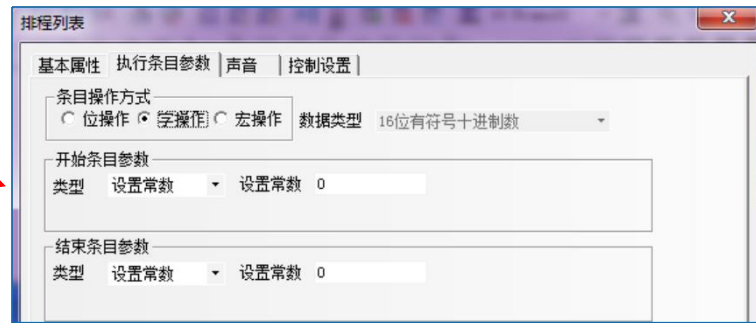 排程列表
基本属性 执行条目参数 声音 控制设置
条目操作方式
位操作 字操作 宏操作 数据类型 16位有符号十进制数
开始条目参数
类型 设置常数 设置常数 0
结束条目参数
类型 设置常数 设置常数 0